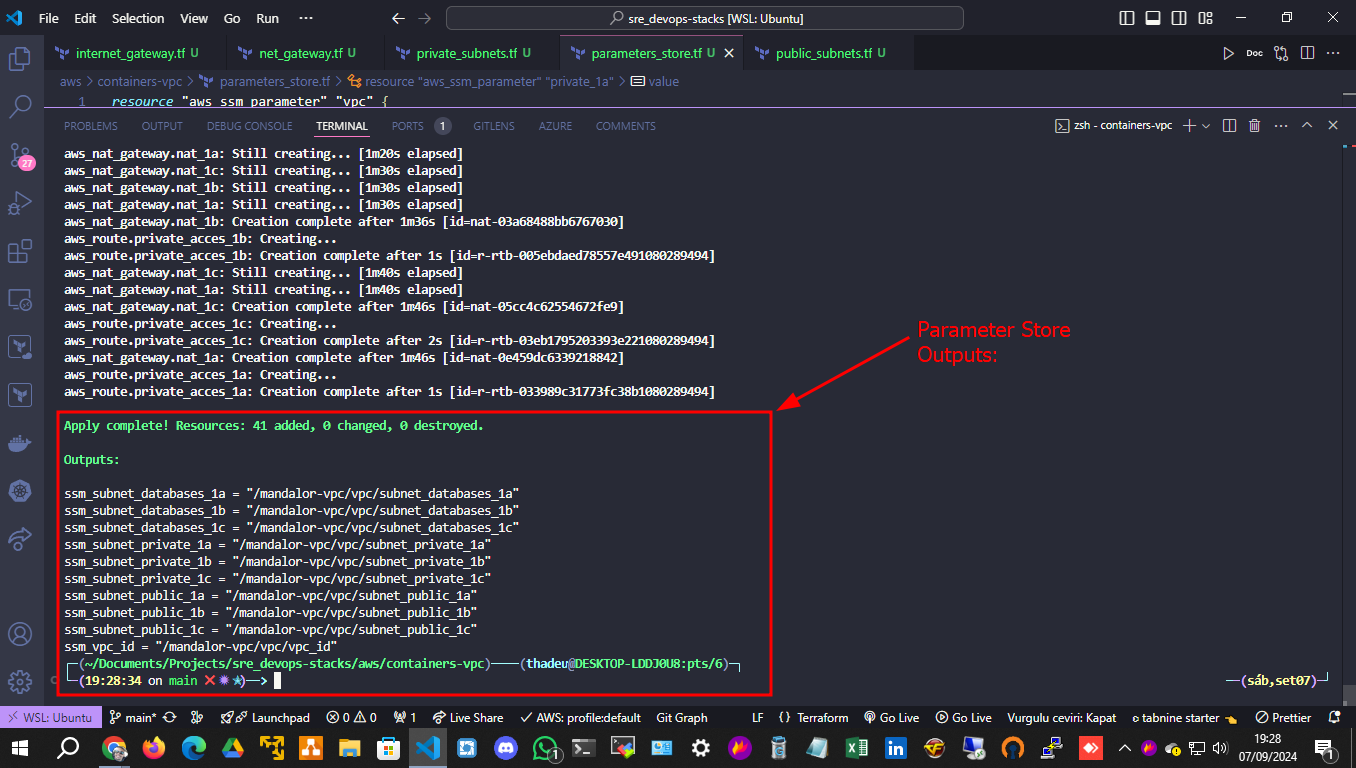 File Edit Selection View Go Run ··· sre_devops-stacks [WSL: Ubuntu]
internet_gateway.tf U net_gateway.tf U private_subnets.tf U parameters_store.tf U public_subnets.tf U Doc
aws > containers-vpc > parameters_store.tf > resource "aws_ssm_parameter" "private_1a" > value
1 resource "aws_ssm_parameter" "vpc" {
PROBLEMS OUTPUT DEBUG CONSOLE TERMINAL PORTS 1 GITLENS AZURE COMMENTS zsh - containers-vpc
27
aws_nat_gateway.nat_1a: Still creating... [1m20s elapsed]
aws_nat_gateway.nat_1c: Still creating... [1m30s elapsed]
aws_nat_gateway.nat_1b: Still creating... [1m30s elapsed]
aws_nat_gateway.nat_1a: Still creating... [1m30s elapsed]
aws_nat_gateway.nat_1b: Creation complete after 1m36s [id=nat-03a68488bb6767030]
aws_route.private_acces_1b: Creating...
aws_route.private_acces_1b: Creation complete after 1s [id=r-rtb-005ebdaed78557e491080289494]
aws_nat_gateway.nat_1c: Still creating... [1m40s elapsed]
aws_nat_gateway.nat_1a: Still creating... [1m40s elapsed]
aws_nat_gateway.nat_1c: Creation complete after 1m46s [id=nat-05cc4c62554672fe9]
aws_route.private_acces_1c: Creating...
aws_route.private_acces_1c: Creation complete after 2s [id=r-rtb-03eb1795203393e221080289494]
aws_nat_gateway.nat_1a: Creation complete after 1m46s [id=nat-0e459dc6339218842]
aws_route.private_acces_1a: Creating...
aws_route.private_acces_1a: Creation complete after 1s [id=r-rtb-033989c31773fc38b1080289494]
Parameter Store
Outputs:
Apply complete! Resources: 41 added, 0 changed, 0 destroyed.
Outputs:
ssm_subnet_databases_1a = "/mandalor-vpc/vpc/subnet_databases_1a"
ssm_subnet_databases_1b = "/mandalor-vpc/vpc/subnet_databases_1b"
ssm_subnet_databases_1c = "/mandalor-vpc/vpc/subnet_databases_1c"
ssm_subnet_private_1a = "/mandalor-vpc/vpc/subnet_private_1a"
ssm_subnet_private_1b = "/mandalor-vpc/vpc/subnet_private_1b"
ssm_subnet_private_1c = "/mandalor-vpc/vpc/subnet_private_1c"
ssm_subnet_public_1a = "/mandalor-vpc/vpc/subnet_public_1a"
ssm_subnet_public_1b = "/mandalor-vpc/vpc/subnet_public_1b"
ssm_subnet_public_1c = "/mandalor-vpc/vpc/subnet_public_1c"
ssm_vpc_id = "/mandalor-vpc/vpc/vpc_id"
┌─(~/Documents/Projects/sre_devops-stacks/aws/containers-vpc)───(thadeu@DESKTOP-LDDJ0U8:pts/6)─┐
└─(19:28:34 on main ✖✹✭)──> ──(sáb,set07)─┘
WSL: Ubuntu main* Launchpad 0 0 1 Live Share AWS: profile:default Git Graph LF {} Terraform Go Live Go Live Vurgulu ceviri: Kapat tabnine starter Prettier
1 19:28
07/09/2024 1